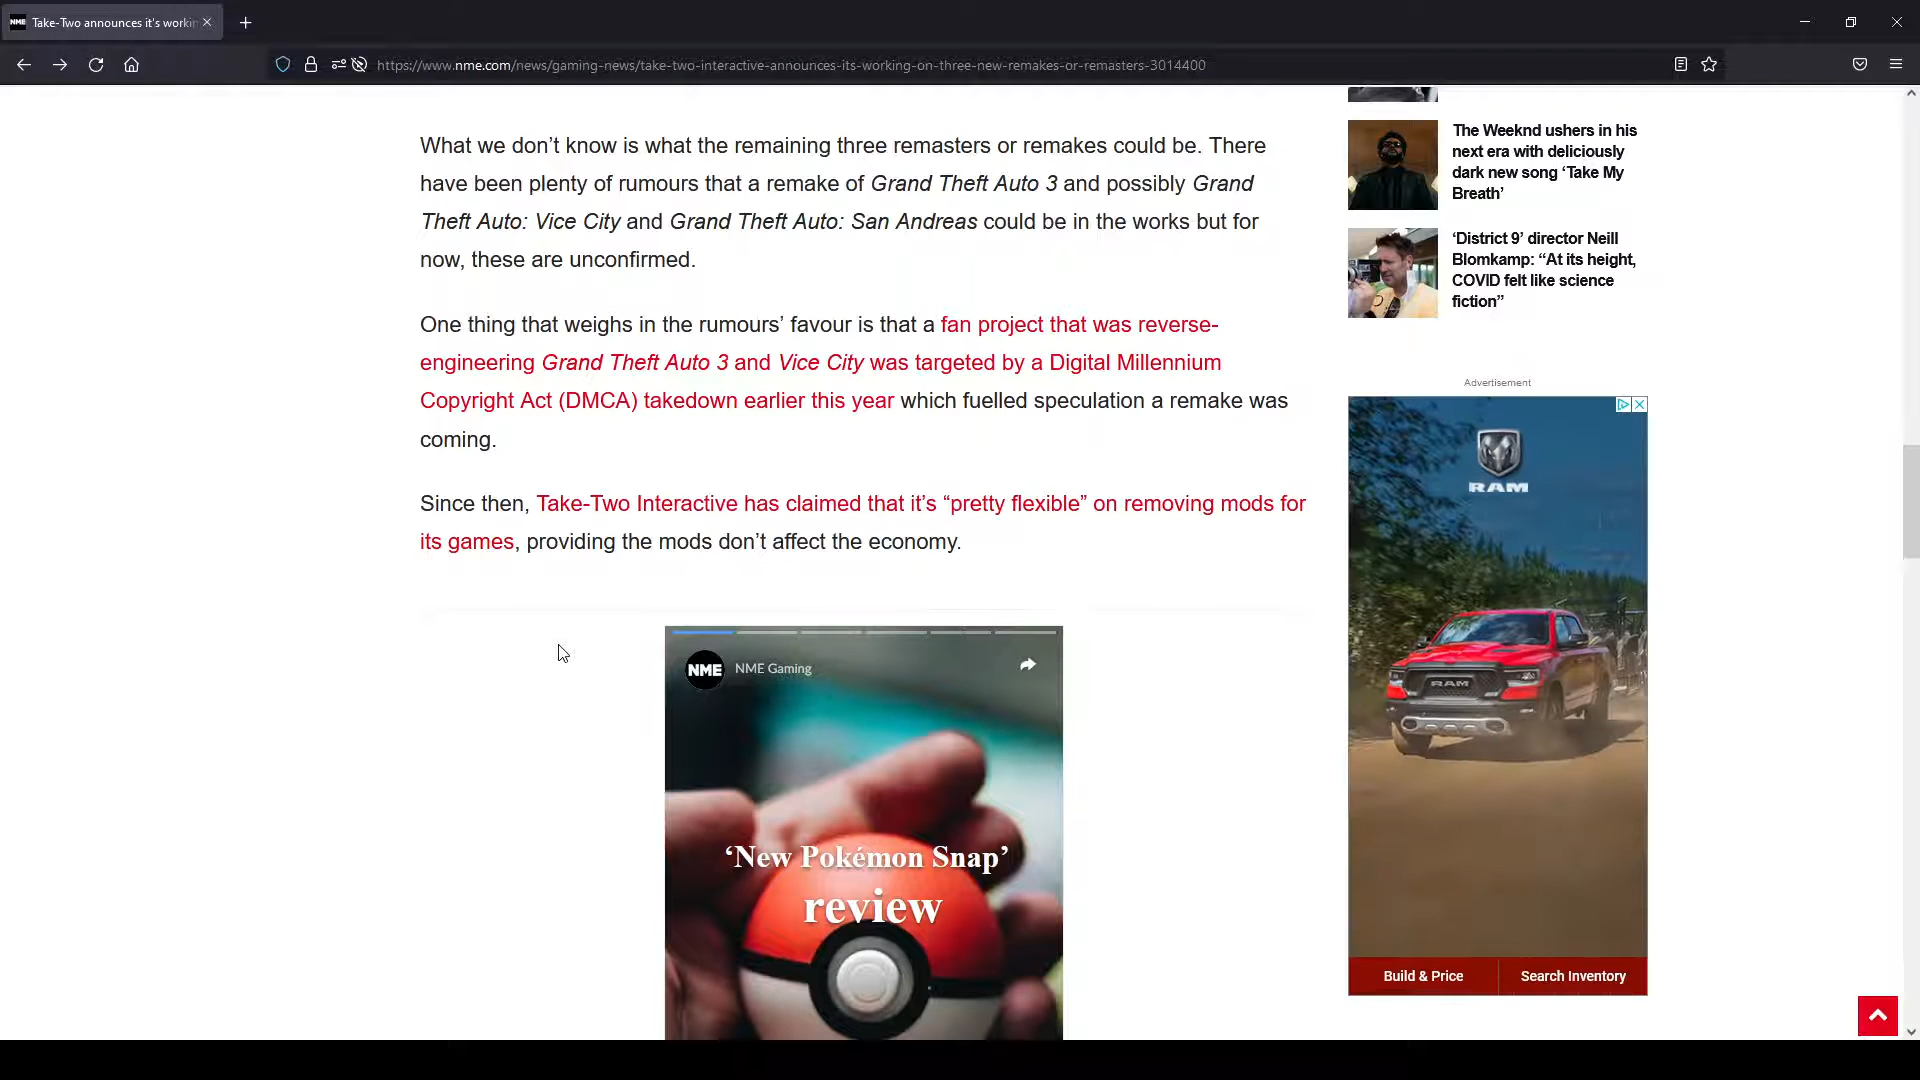 NME
Take-Two announces it's workin
https://www.nme.com/news/gaming-news/take-two-interactive-announces-its-working-on-three-new-remakes-or-remasters-3014400
What we don’t know is what the remaining three remasters or remakes could be. There
have been plenty of rumours that a remake of Grand Theft Auto 3 and possibly Grand
Theft Auto: Vice City and Grand Theft Auto: San Andreas could be in the works but for
now, these are unconfirmed.
One thing that weighs in the rumours’ favour is that a fan project that was reverse-
engineering Grand Theft Auto 3 and Vice City was targeted by a Digital Millennium
Copyright Act (DMCA) takedown earlier this year which fuelled speculation a remake was
coming.
Since then, Take-Two Interactive has claimed that it’s “pretty flexible” on removing mods for
its games, providing the mods don’t affect the economy.
NME
NME Gaming
‘New Pokémon Snap’
review
The Weeknd ushers in his
next era with deliciously
dark new song ‘Take My
Breath’
‘District 9’ director Neill
Blomkamp: “At its height,
COVID felt like science
fiction”
Advertisement
RAM
RAM
Build & Price
Search Inventory